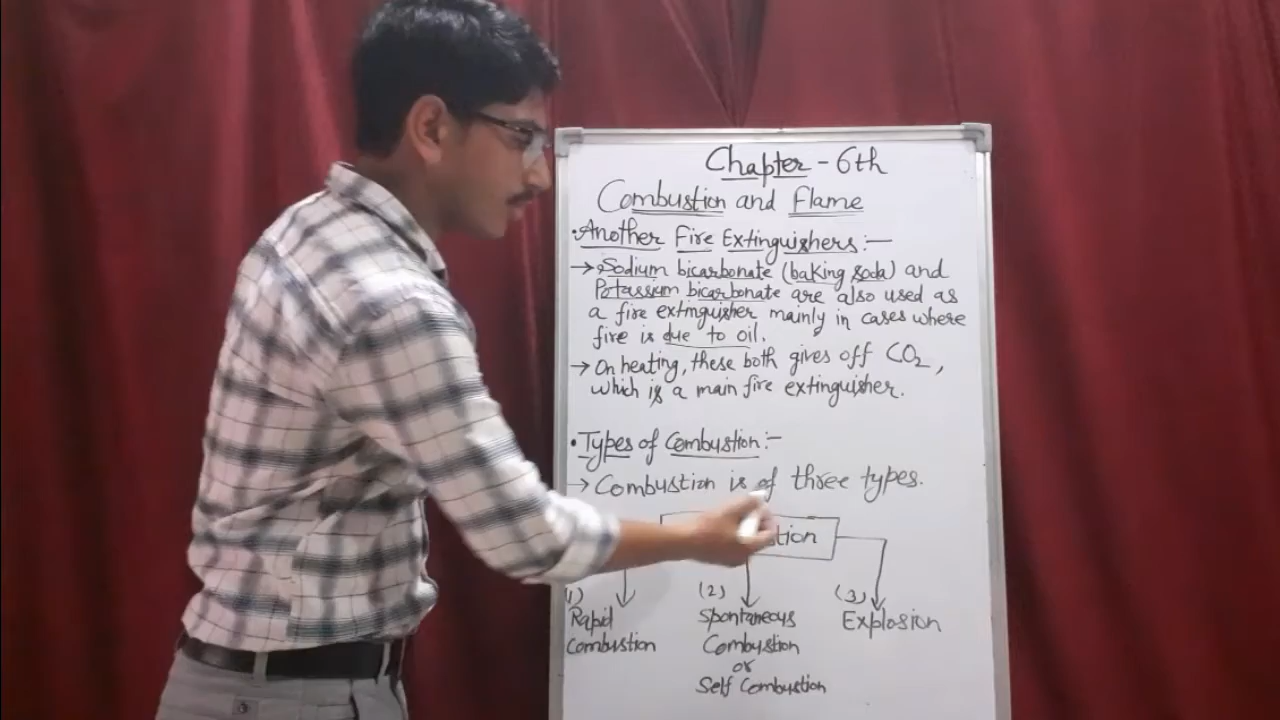 Chapter - 6th
Combustion and Flame
• Another Fire Extinguishers:—
→ Sodium bicarbonate (baking soda) and
Potassium bicarbonate are also used as
a fire extinguisher mainly in cases where
fire is due to oil.
→ On heating, these both gives off CO2,
which is a main fire extinguisher.
• Types of Combustion:—
→ Combustion is of three types.
stion
1) (2) (3)
Rapid Spontaneous Explosion
Combustion Combustion
or
Self Combustion